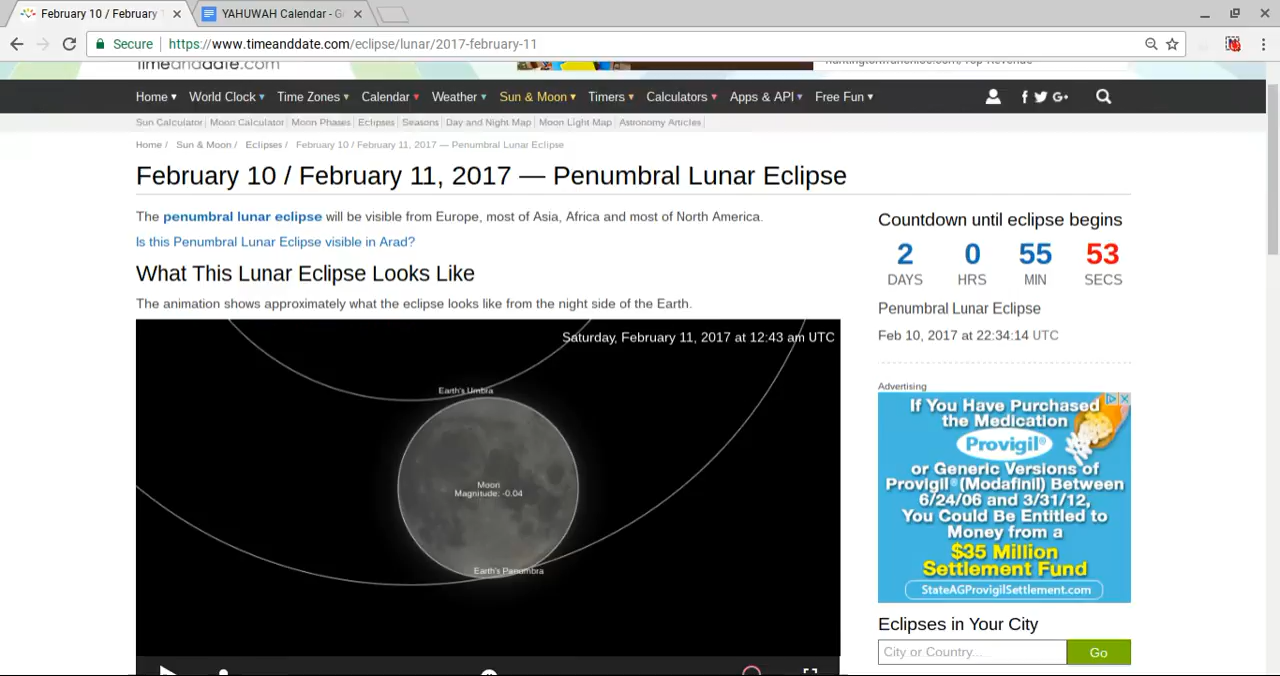 February 10 / February 1
YAHUWAH Calendar - G
Secure
https://www.timeanddate.com/eclipse/lunar/2017-february-11
timeanddate.com
Home
World Clock
Time Zones
Calendar
Weather
Sun & Moon
Timers
Calculators
Apps & API
Free Fun
Sun Calculator
Moon Calculator
Moon Phases
Eclipses
Seasons
Day and Night Map
Moon Light Map
Astronomy Articles
Home / Sun & Moon / Eclipses / February 10 / February 11, 2017 — Penumbral Lunar Eclipse
February 10 / February 11, 2017 — Penumbral Lunar Eclipse
The penumbral lunar eclipse will be visible from Europe, most of Asia, Africa and most of North America.
Is this Penumbral Lunar Eclipse visible in Arad?
What This Lunar Eclipse Looks Like
The animation shows approximately what the eclipse looks like from the night side of the Earth.
Saturday, February 11, 2017 at 12:43 am UTC
Earth's Umbra
Moon
Magnitude: -0.04
Earth's Penumbra
Countdown until eclipse begins
2 0 55 53
DAYS HRS MIN SECS
Penumbral Lunar Eclipse
Feb 10, 2017 at 22:34:14 UTC
Advertising
If You Have Purchased
the Medication
Provigil®
or Generic Versions of
Provigil® (Modafinil) Between
6/24/06 and 3/31/12,
You Could Be Entitled to
Money from a
$35 Million
Settlement Fund
StateAGProvigilSettlement.com
Eclipses in Your City
City or Country...
Go